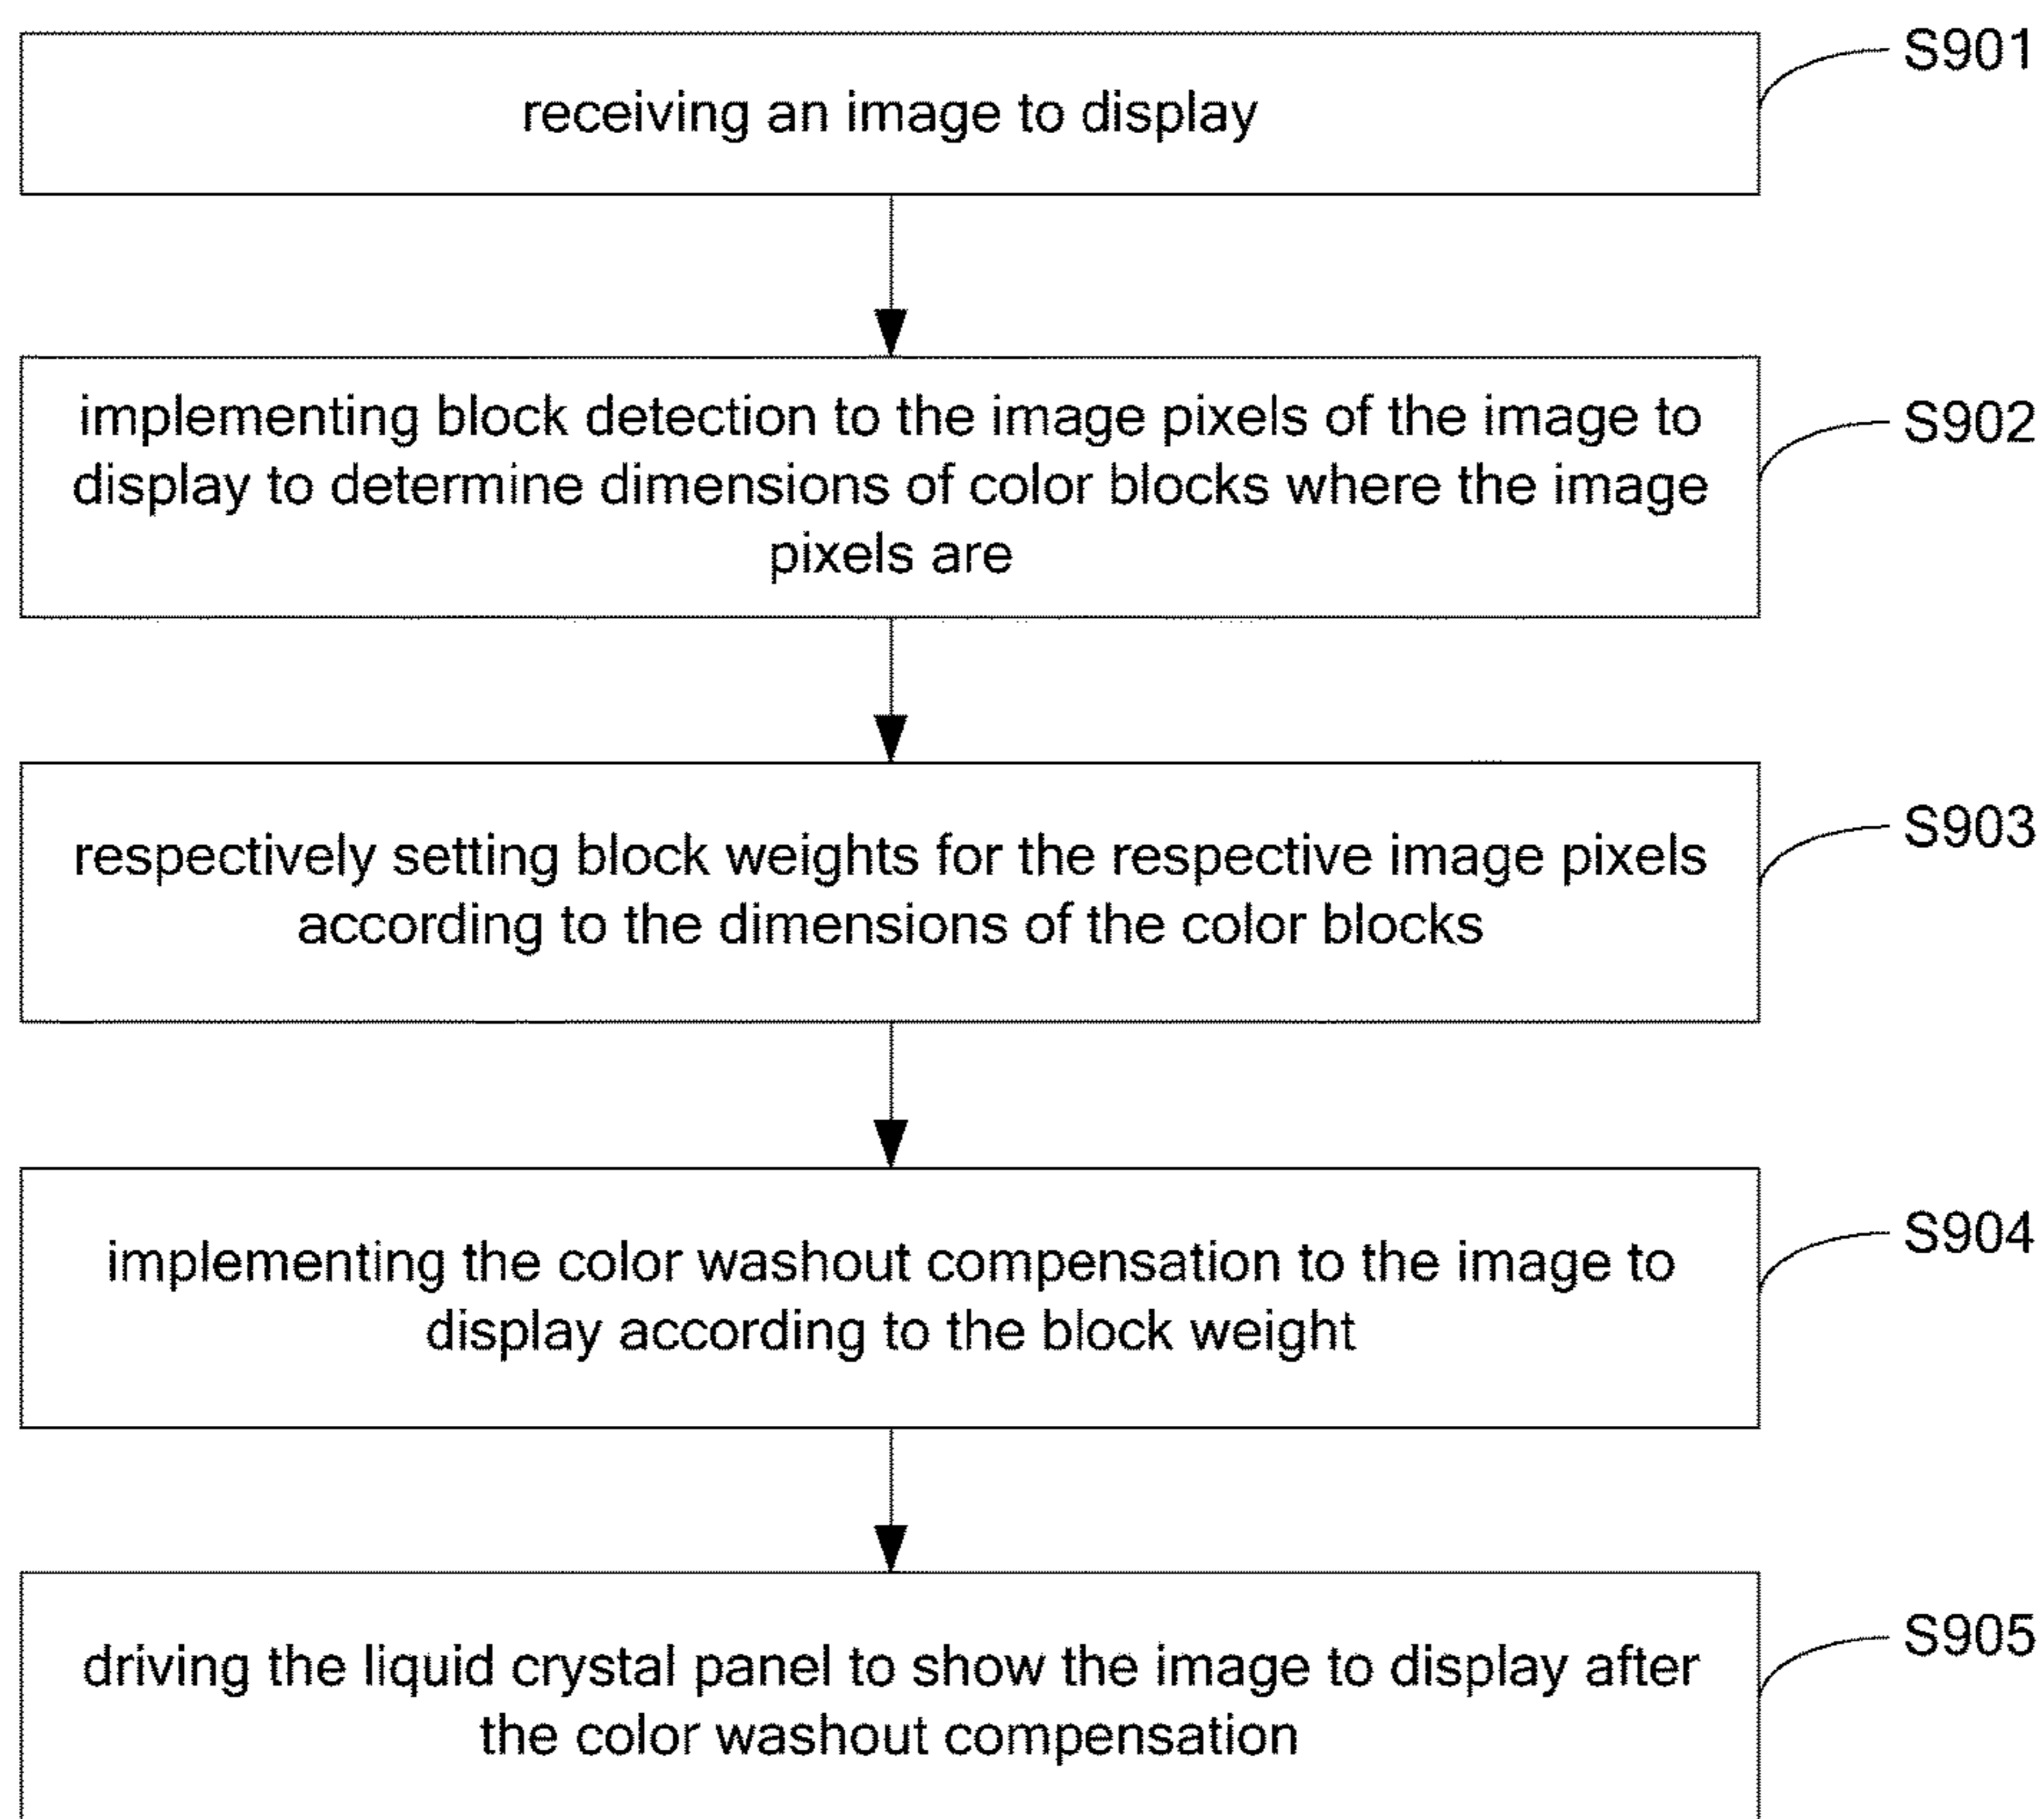 S901
receiving an image to display
implementing block detection to the image pixels of the image to
display to determine dimensions of color blocks where the image
pixels are
S902
respectively setting block weights for the respective image pixels
according to the dimensions of the color blocks
S903
implementing the color washout compensation to the image to
display according to the block weight
S904
driving the liquid crystal panel to show the image to display after
the color washout compensation
S905